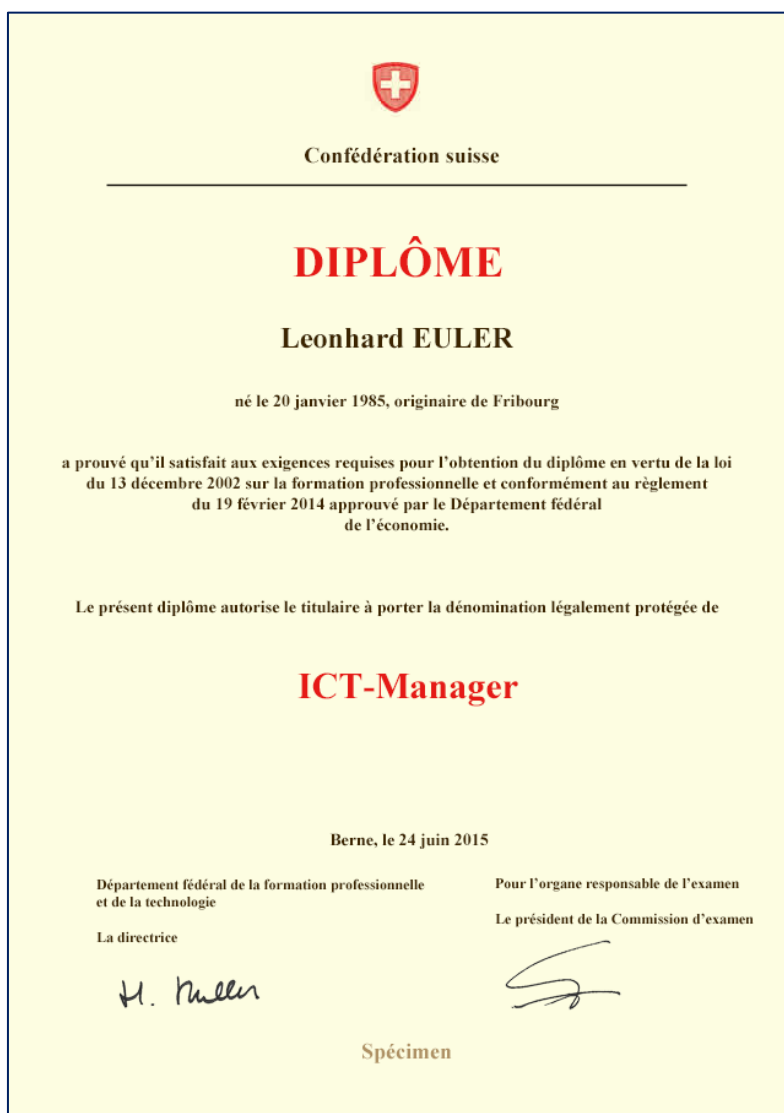 Confédération suisse
DIPLÔME
Leonhard EULER
né le 20 janvier 1985, originaire de Fribourg
a prouvé qu’il satisfait aux exigences requises pour l’obtention du diplôme en vertu de la loi
du 13 décembre 2002 sur la formation professionnelle et conformément au règlement
du 19 février 2014 approuvé par le Département fédéral
de l’économie.
Le présent diplôme autorise le titulaire à porter la dénomination légalement protégée de
ICT-Manager
Berne, le 24 juin 2015
Département fédéral de la formation professionnelle
et de la technologie
La directrice
Pour l’organe responsable de l’examen
Le président de la Commission d’examen
H. Muller
Spécimen